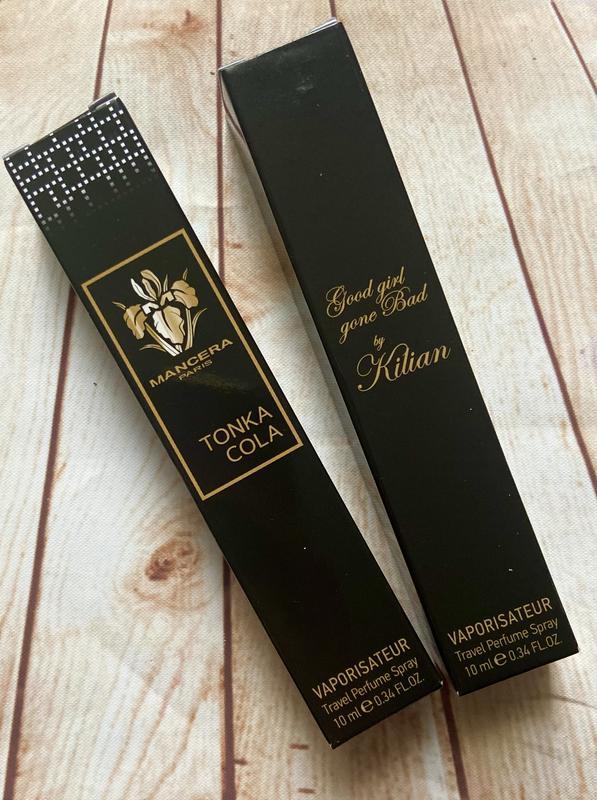 MANCERA
PARIS
TONKA
COLA
VAPORISATEUR
Travel Perfume Spray
10 ml ℮ 0.34 FL.OZ.
Good girl
gone Bad
by
Kilian
VAPORISATEUR
Travel Perfume Spray
10 ml ℮ 0.34 FL.OZ.